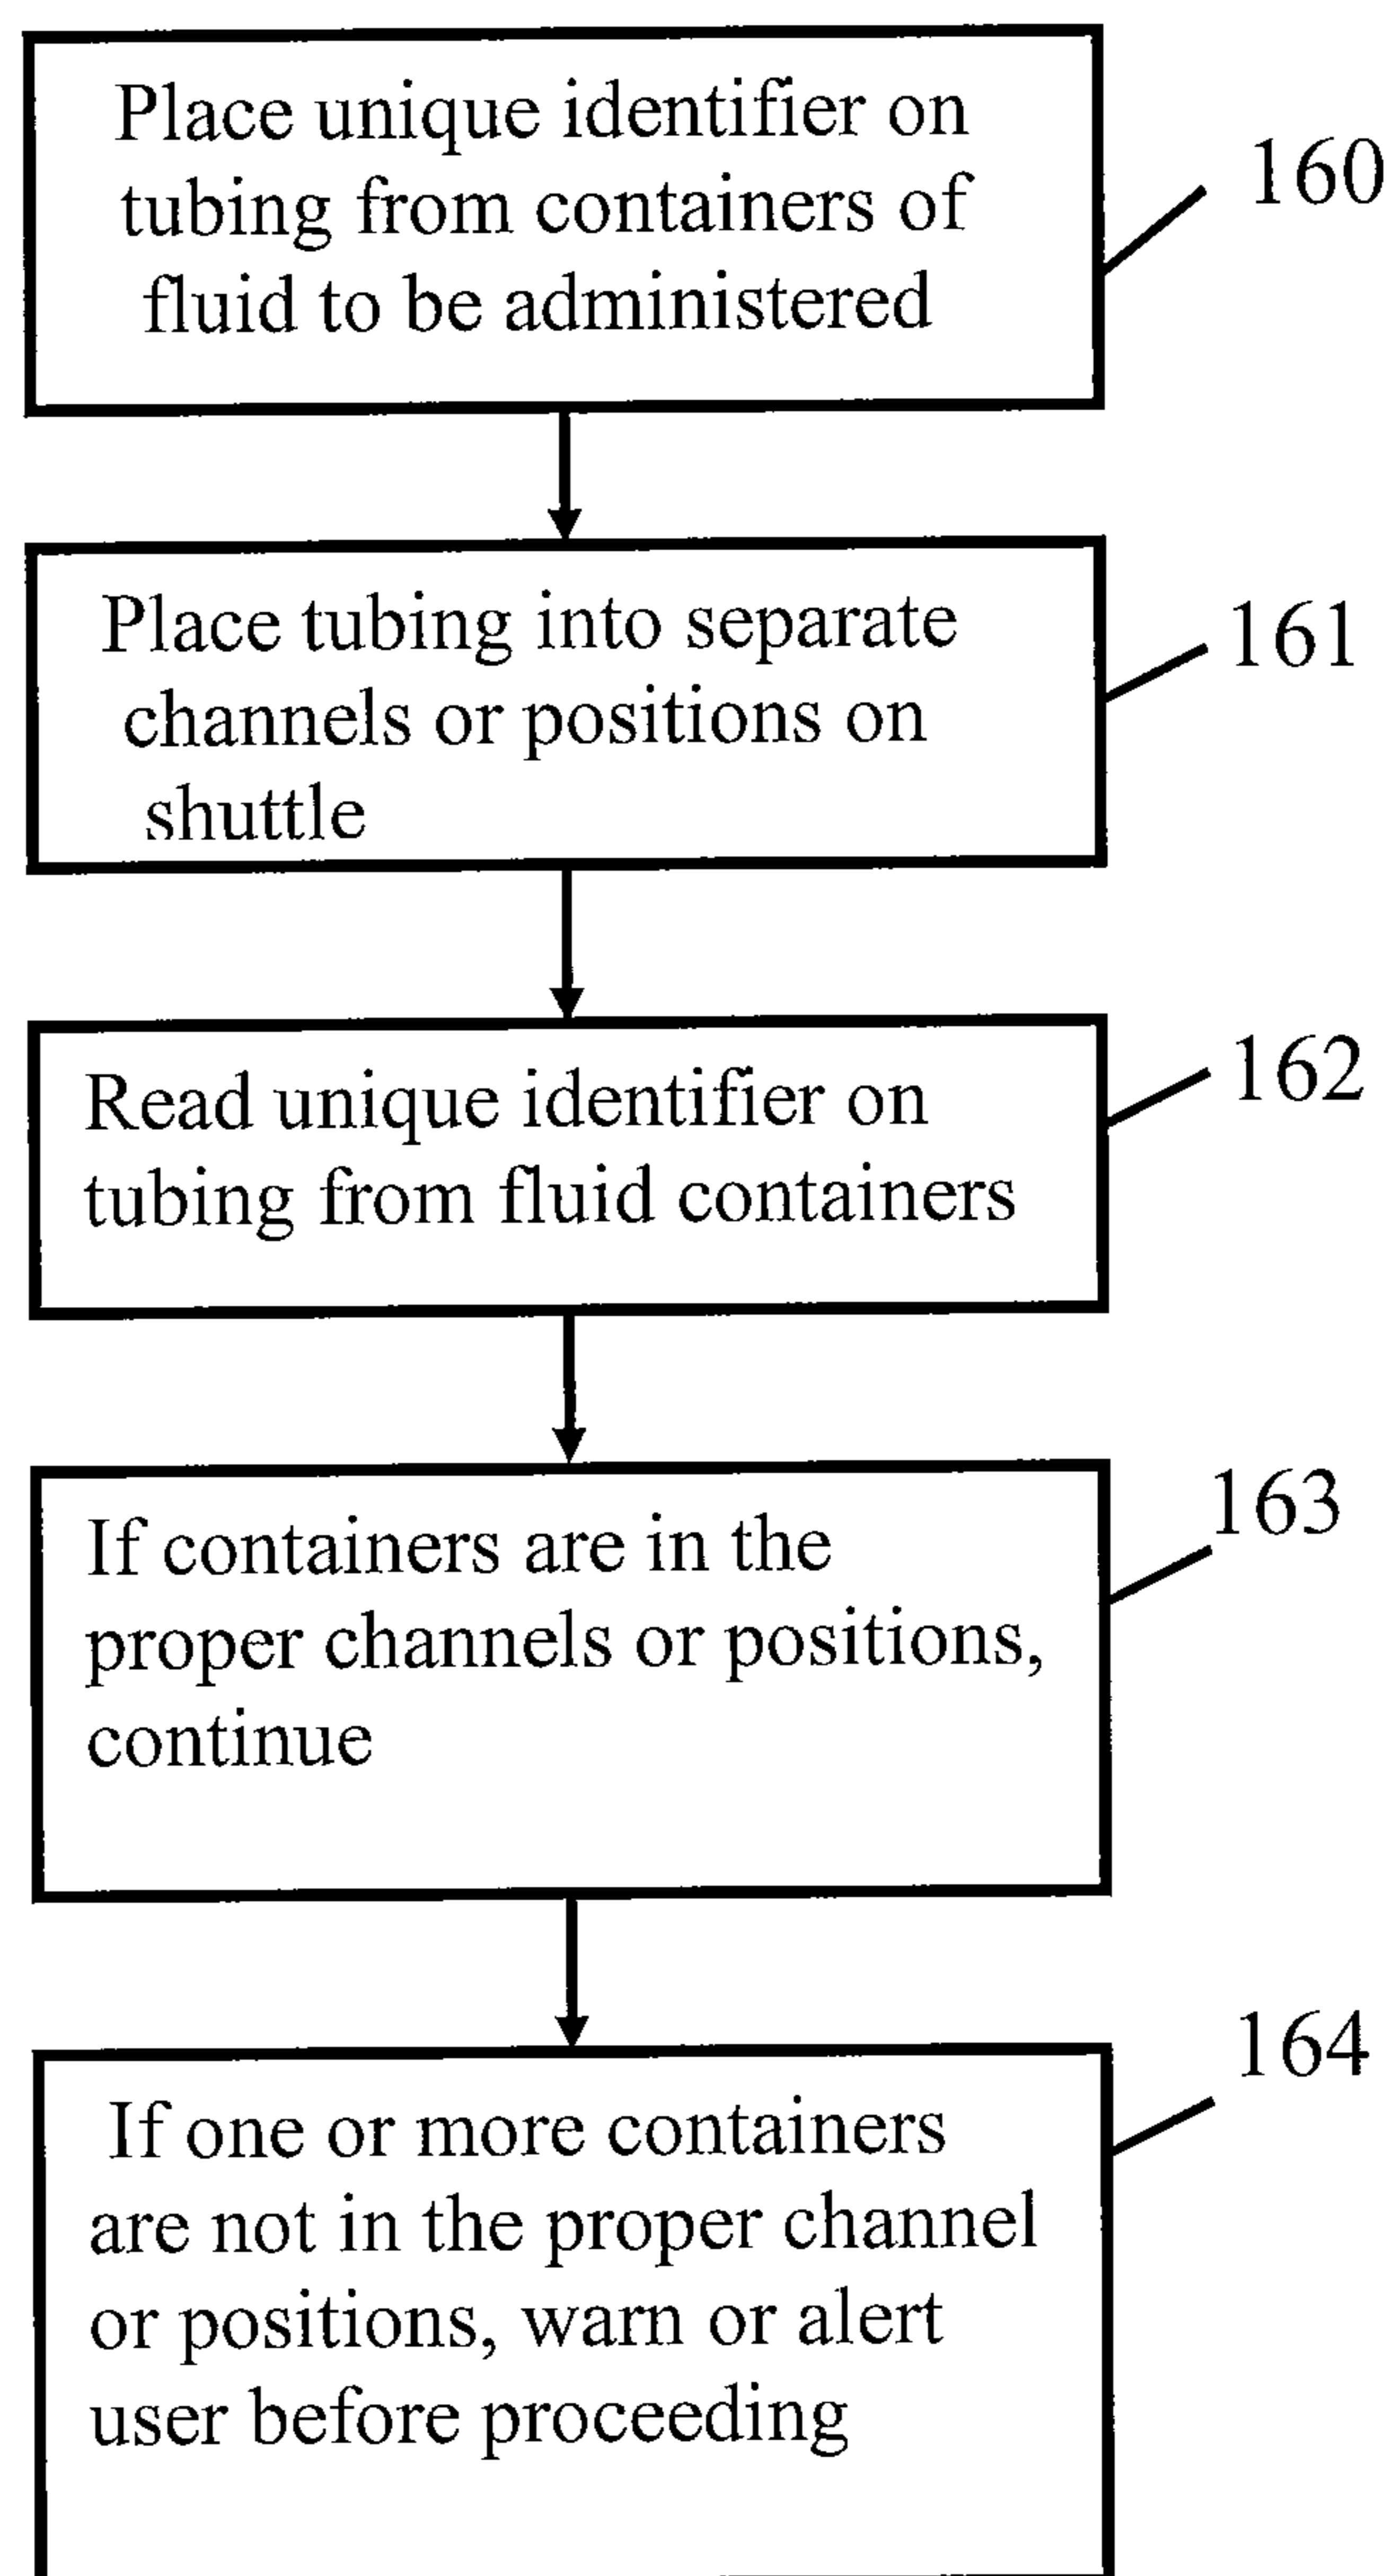 Place unique identifier on
tubing from containers of
fluid to be administered
160
Place tubing into separate
channels or positions on
shuttle
161
Read unique identifier on
tubing from fluid containers
162
If containers are in the
proper channels or positions,
continue
163
If one or more containers
are not in the proper channel
or positions, warn or alert
user before proceeding
164